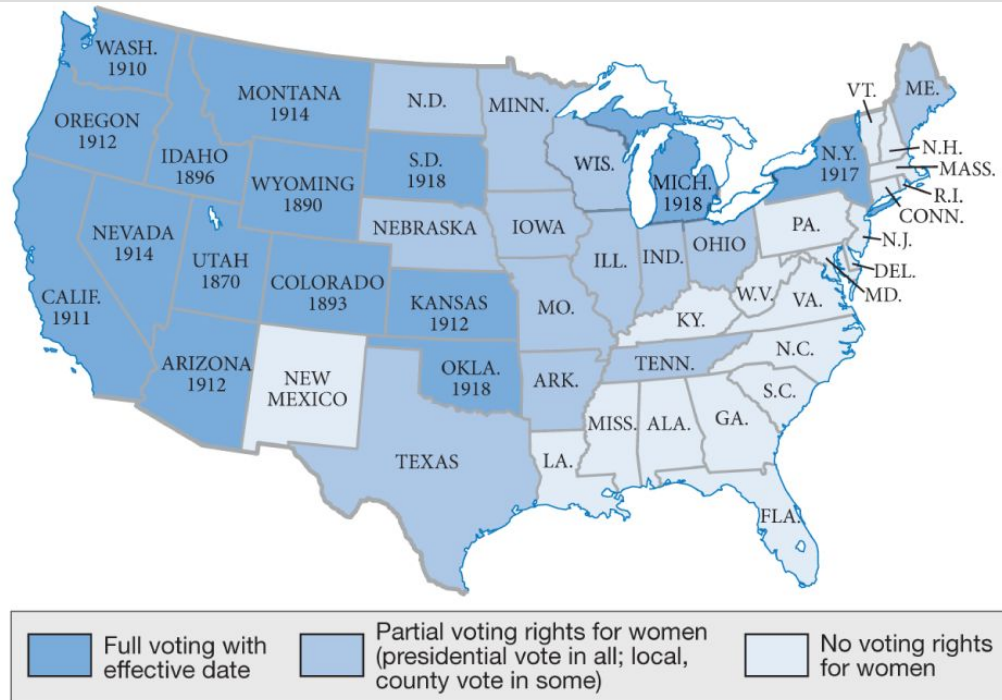 WASH.
1910
OREGON
1912
IDAHO
1896
MONTANA
1914
WYOMING
1890
NEVADA
1914
UTAH
1870
COLORADO
1893
CALIF.
1911
ARIZONA
1912
NEW
MEXICO
N.D.
S.D.
1918
NEBRASKA
KANSAS
1912
OKLA.
1918
TEXAS
MINN.
IOWA
MO.
ARK.
LA.
WIS.
ILL.
MICH.
1918
IND.
OHIO
KY.
TENN.
MISS.
ALA.
GA.
FLA.
S.C.
N.C.
VA.
W.V.
PA.
N.Y.
1917
VT.
ME.
N.H.
MASS.
R.I.
CONN.
N.J.
DEL.
MD.
Full voting with
effective date
Partial voting rights for women
(presidential vote in all; local,
county vote in some)
No voting rights
for women